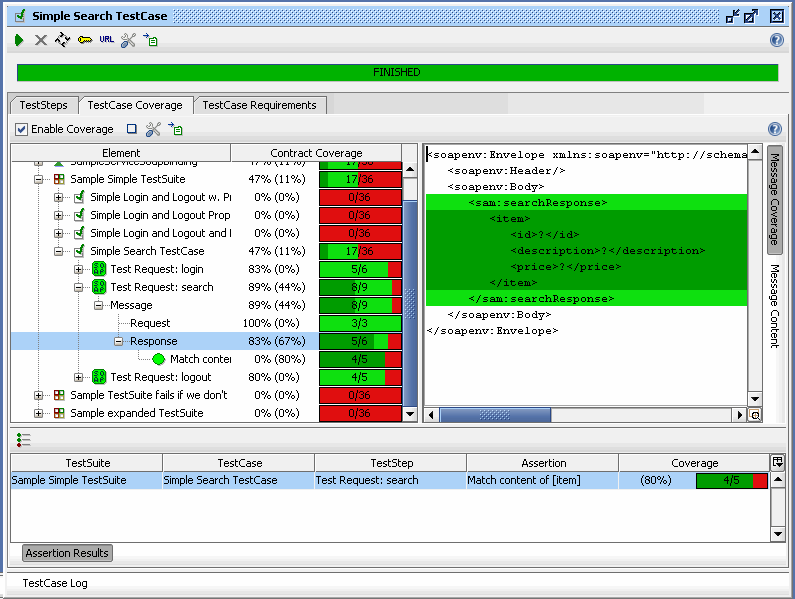 Simple Search TestCase
URL
FINISHED
TestSteps TestCase Coverage TestCase Requirements
Enable Coverage
Element Contract Coverage
SampleServiceSoapBinding 47% (11%) 17/36
Sample Simple TestSuite 47% (11%) 17/36
Simple Login and Logout w. Pr 0% (0%) 0/36
Simple Login and Logout Prop 0% (0%) 0/36
Simple Login and Logout and l 0% (0%) 0/36
Simple Search TestCase 47% (11%) 17/36
Test Request: login 83% (0%) 5/6
Test Request: search 89% (44%) 8/9
Message 89% (44%) 8/9
Request 100% (0%) 3/3
Response 83% (67%) 5/6
Match conter 0% (80%) 4/5
Test Request: logout 80% (0%) 4/5
Sample TestSuite fails if we don't 0% (0%) 0/36
Sample expanded TestSuite 0% (0%) 0/36
<soapenv:Envelope xmlns:soapenv="http://schema
<soapenv:Header/>
<soapenv:Body>
<sam:searchResponse>
<item>
<id>?</id>
<description>?</description>
<price>?</price>
</item>
</sam:searchResponse>
</soapenv:Body>
</soapenv:Envelope>
Message Coverage
Message Content
TestSuite TestCase TestStep Assertion Coverage
Sample Simple TestSuite Simple Search TestCase Test Request: search Match content of [item] (80%) 4/5
Assertion Results
TestCase Log